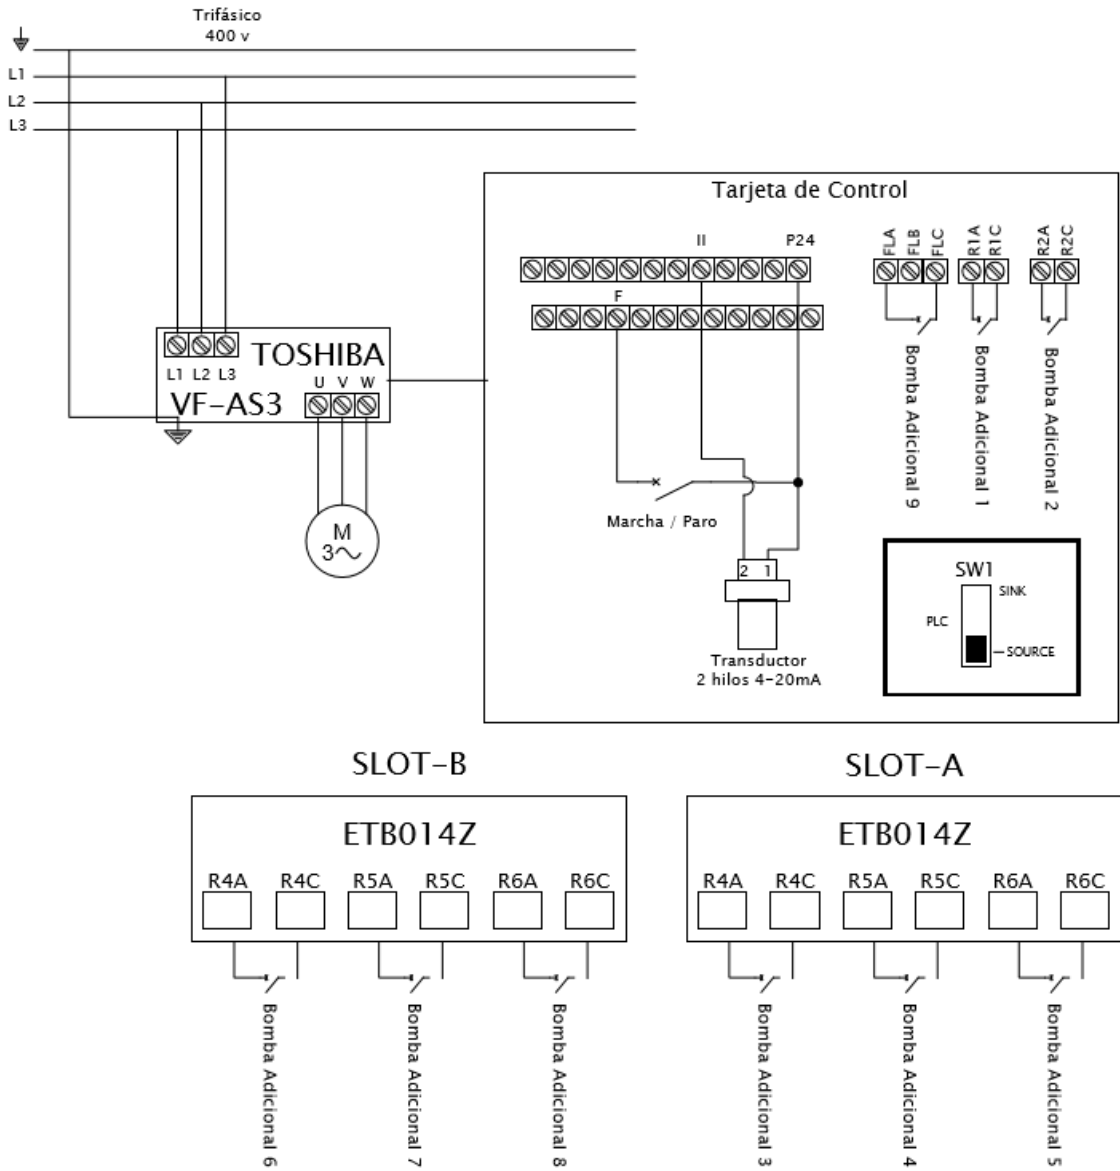 Trifásico
400 v
L1
L2
L3
Tarjeta de Control
II
P24
FLA
FLB
FLC
R1A
R1C
R2A
R2C
F
TOSHIBA
L1 L2 L3
U V W
VF-AS3
Bomba Adicional 9
Bomba Adicional 1
Bomba Adicional 2
Marcha / Paro
M
3
2 1
Transductor
2 hilos 4-20mA
SW1
SINK
PLC
SOURCE
SLOT-B
ETB014Z
R4A R4C R5A R5C R6A R6C
Bomba Adicional 6
Bomba Adicional 7
Bomba Adicional 8
SLOT-A
ETB014Z
R4A R4C R5A R5C R6A R6C
Bomba Adicional 3
Bomba Adicional 4
Bomba Adicional 5